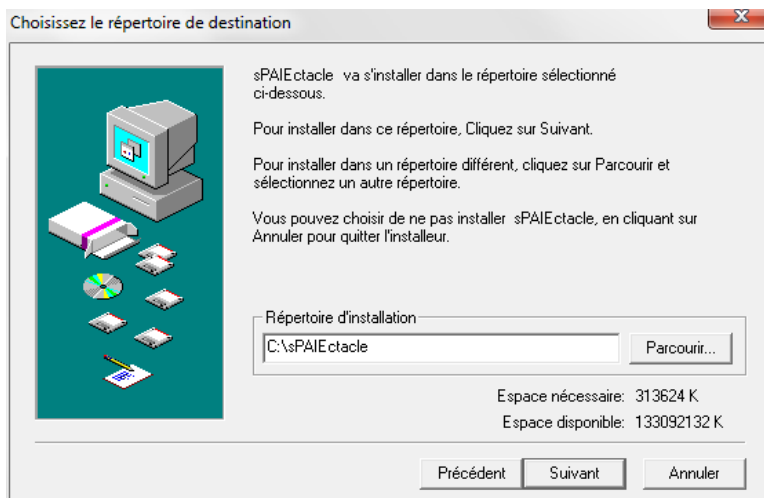 Choisissez le répertoire de destination
sPAIEctacle va s'installer dans le répertoire sélectionné
ci-dessous.
Pour installer dans ce répertoire, Cliquez sur Suivant.
Pour installer dans un répertoire différent, cliquez sur Parcourir et
sélectionnez un autre répertoire.
Vous pouvez choisir de ne pas installer sPAIEctacle, en cliquant sur
Annuler pour quitter l'installeur.
Répertoire d'installation
C:\sPAIEctacle
Parcourir...
Espace nécessaire: 313624 K
Espace disponible: 133092132 K
Précédent Suivant Annuler